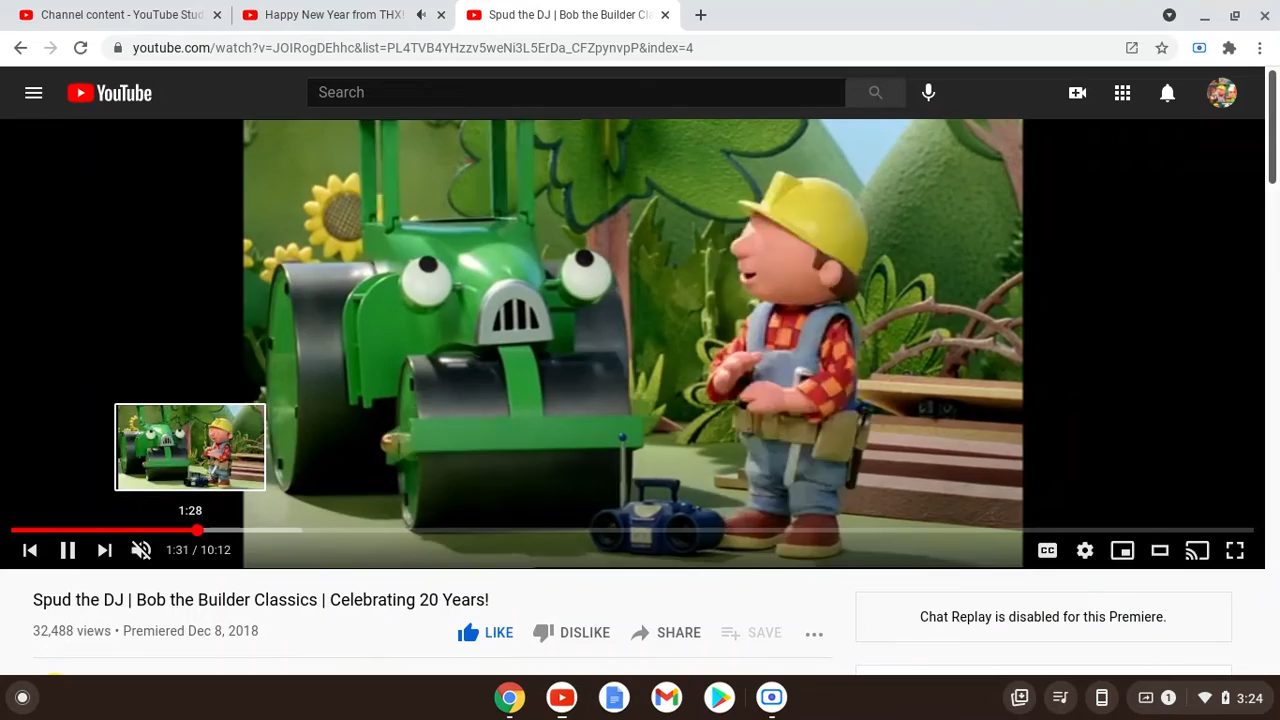 Channel content - YouTube Stud
Happy New Year from THX!
Spud the DJ | Bob the Builder Cla
youtube.com/watch?v=JOIRogDEhhc&list=PL4TVB4YHzzv5weNi3L5ErDa_CFZpynvpP&index=4
YouTube
Search
1:28
1:31 / 10:12
CC
Spud the DJ | Bob the Builder Classics | Celebrating 20 Years!
32,488 views • Premiered Dec 8, 2018
LIKE
DISLIKE
SHARE
SAVE
Chat Replay is disabled for this Premiere.
1
3:24